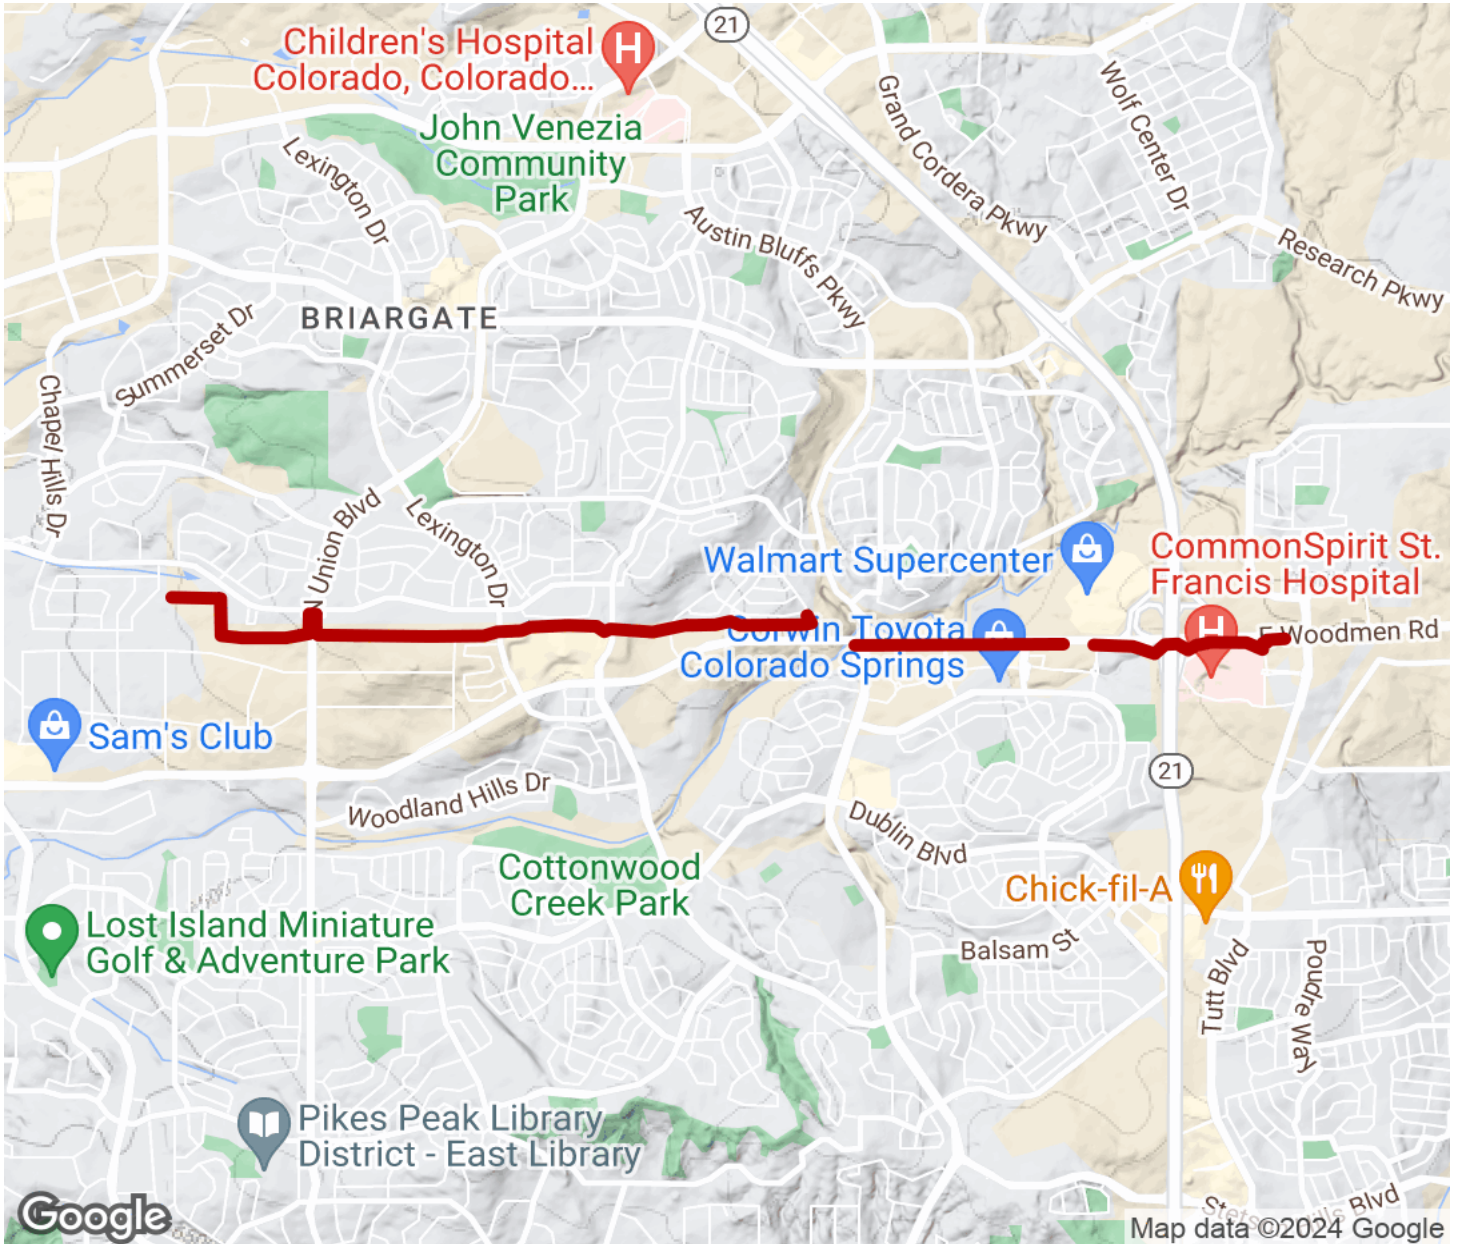 21
Children's Hospital
Colorado, Colorado...
John Venezia
Community
Park
Lexington Dr
Grand Cordera Pkwy
Wolf Center Dr
Austin Bluffs Pkwy
Research Pkwy
BRIARGATE
Summerset Dr
Chapel Hills Dr
N Union Blvd
Lexington Dr
Walmart Supercenter
CommonSpirit St.
Francis Hospital
Corwin Toyota
Colorado Springs
E Woodmen Rd
Sam's Club
21
Woodland Hills Dr
Dublin Blvd
Cottonwood
Creek Park
Chick-fil-A
Lost Island Miniature
Golf & Adventure Park
Balsam St
Tutt Blvd
Poudre Way
Pikes Peak Library
District - East Library
Google
Stetson Hills Blvd
Map data ©2024 Google